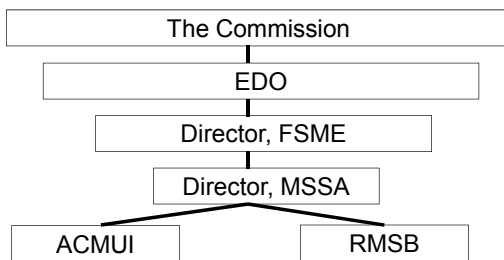 The Commission
EDO
Director, FSME
Director, MSSA
ACMUI
RMSB